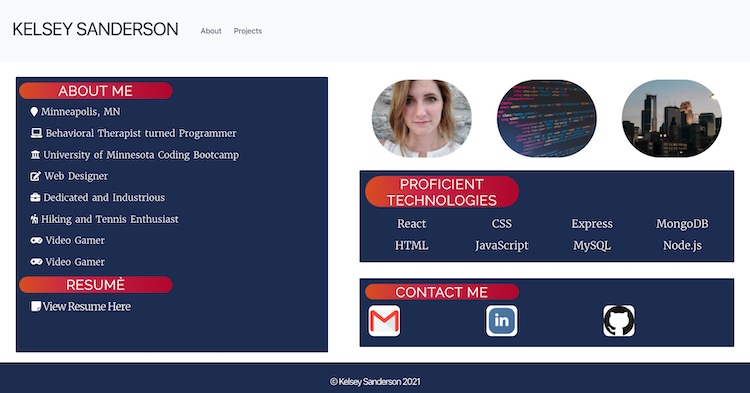 KELSEY SANDERSON
About
Projects
ABOUT ME
Minneapolis, MN
Behavioral Therapist turned Programmer
University of Minnesota Coding Bootcamp
Web Designer
Dedicated and Industrious
Hiking and Tennis Enthusiast
Video Gamer
Video Gamer
RESUMÈ
View Resume Here
PROFICIENT
TECHNOLOGIES
React CSS Express MongoDB
HTML JavaScript MySQL Node.js
CONTACT ME
in
© Kelsey Sanderson 2021